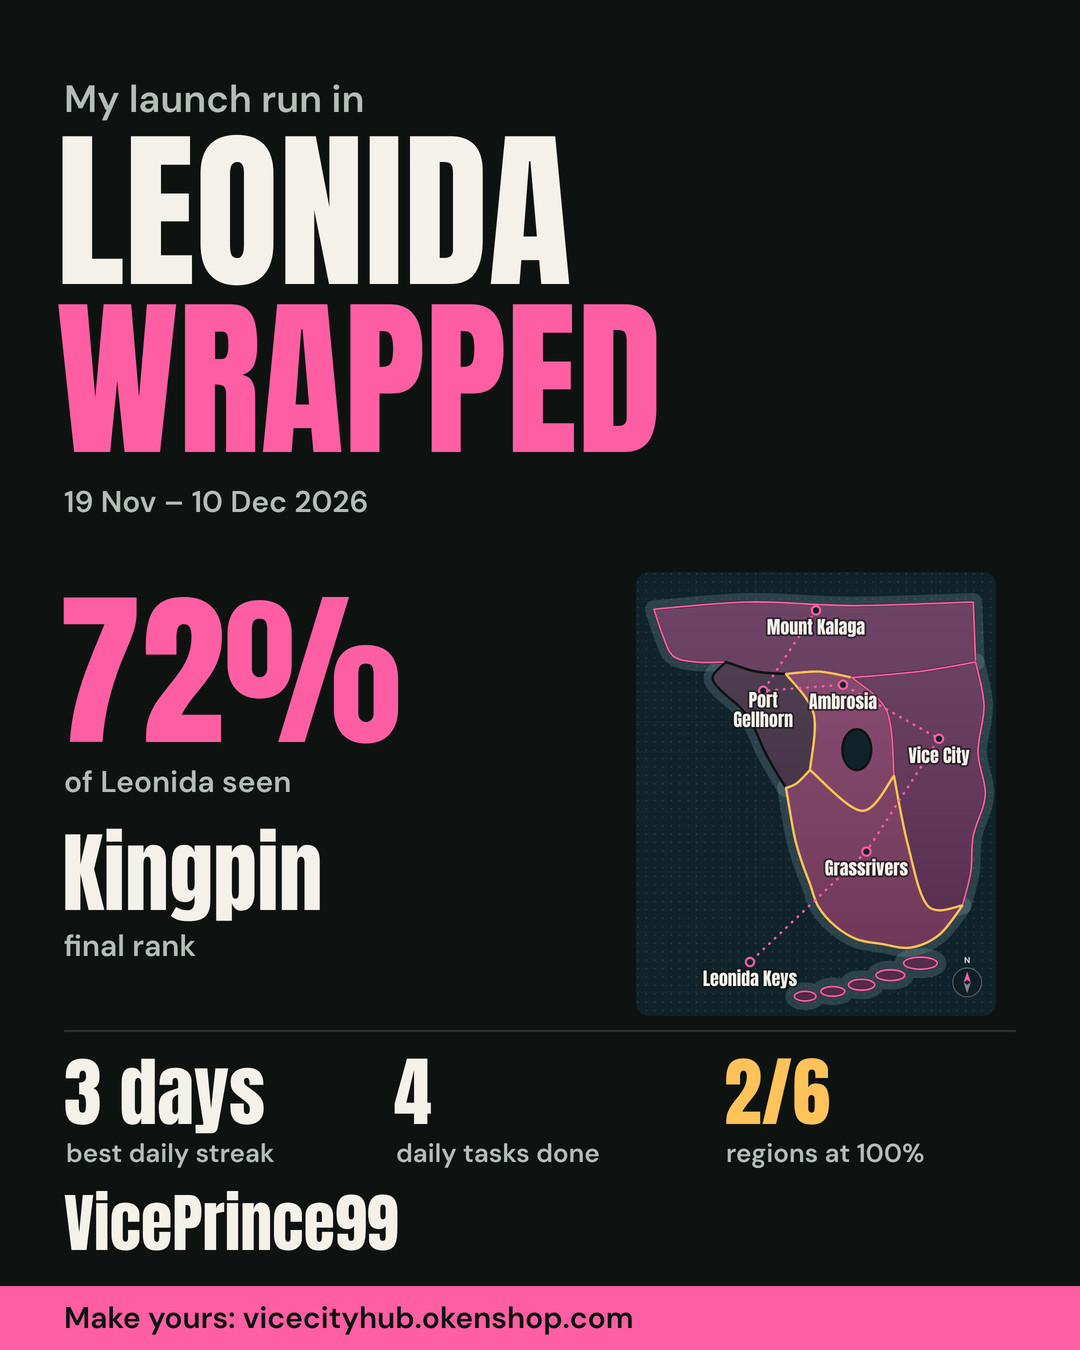 My launch run in
LEONIDA
WRAPPED
19 Nov – 10 Dec 2026
72%
of Leonida seen
Kingpin
final rank
Mount Kalaga
Port
Gellhorn
Ambrosia
Vice City
Grassrivers
Leonida Keys
N
3 days
best daily streak
4
daily tasks done
2/6
regions at 100%
VicePrince99
Make yours: vicecityhub.okenshop.com